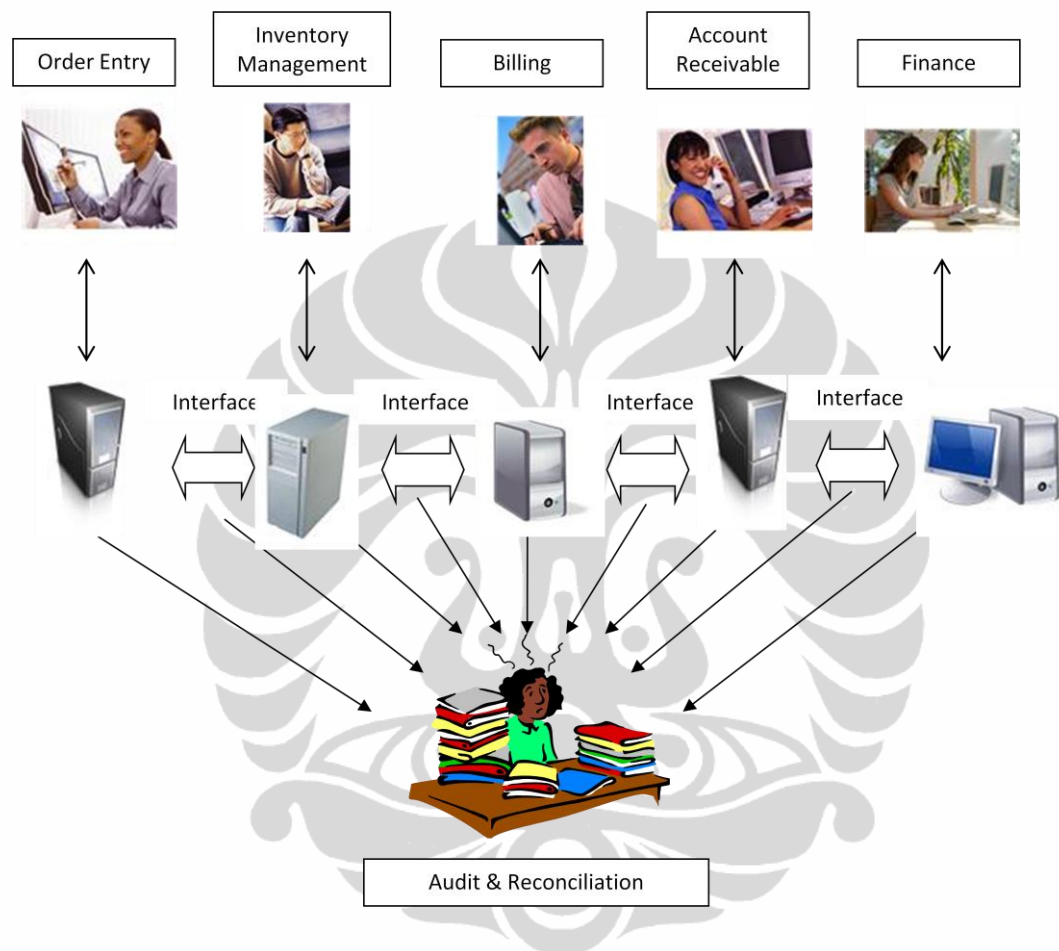 Order Entry
Inventory
Management
Billing
Account
Receivable
Finance
Interface
Interface
Interface
Interface
Audit & Reconciliation